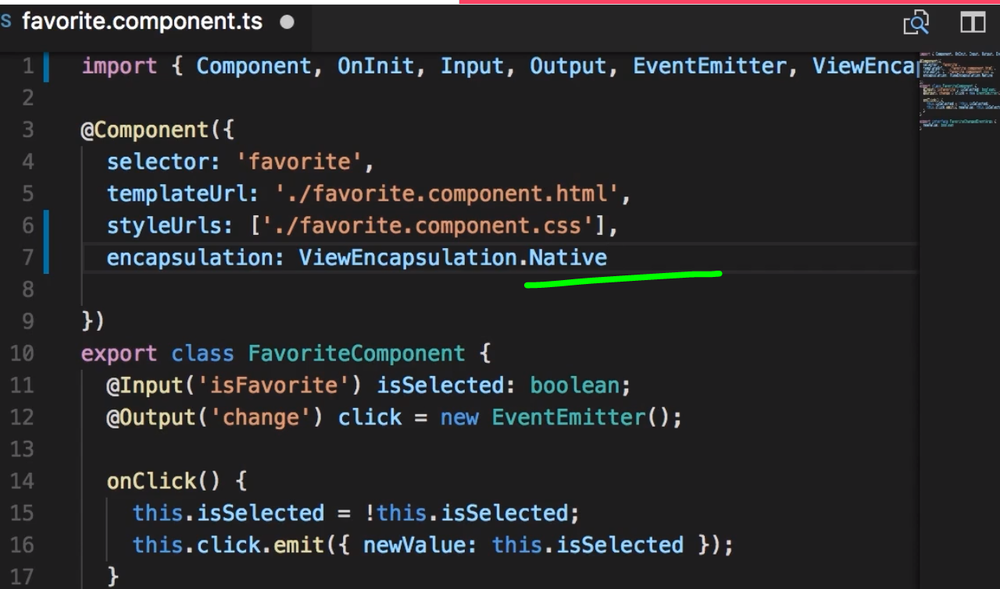 S favorite.component.ts
1 import { Component, OnInit, Input, Output, EventEmitter, ViewEnca
2
3 @Component({
4 selector: 'favorite',
5 templateUrl: './favorite.component.html',
6 styleUrls: ['./favorite.component.css'],
7 encapsulation: ViewEncapsulation.Native
8
9 })
10 export class FavoriteComponent {
11 @Input('isFavorite') isSelected: boolean;
12 @Output('change') click = new EventEmitter();
13
14 onClick() {
15 this.isSelected = !this.isSelected;
16 this.click.emit({ newValue: this.isSelected });
17 }